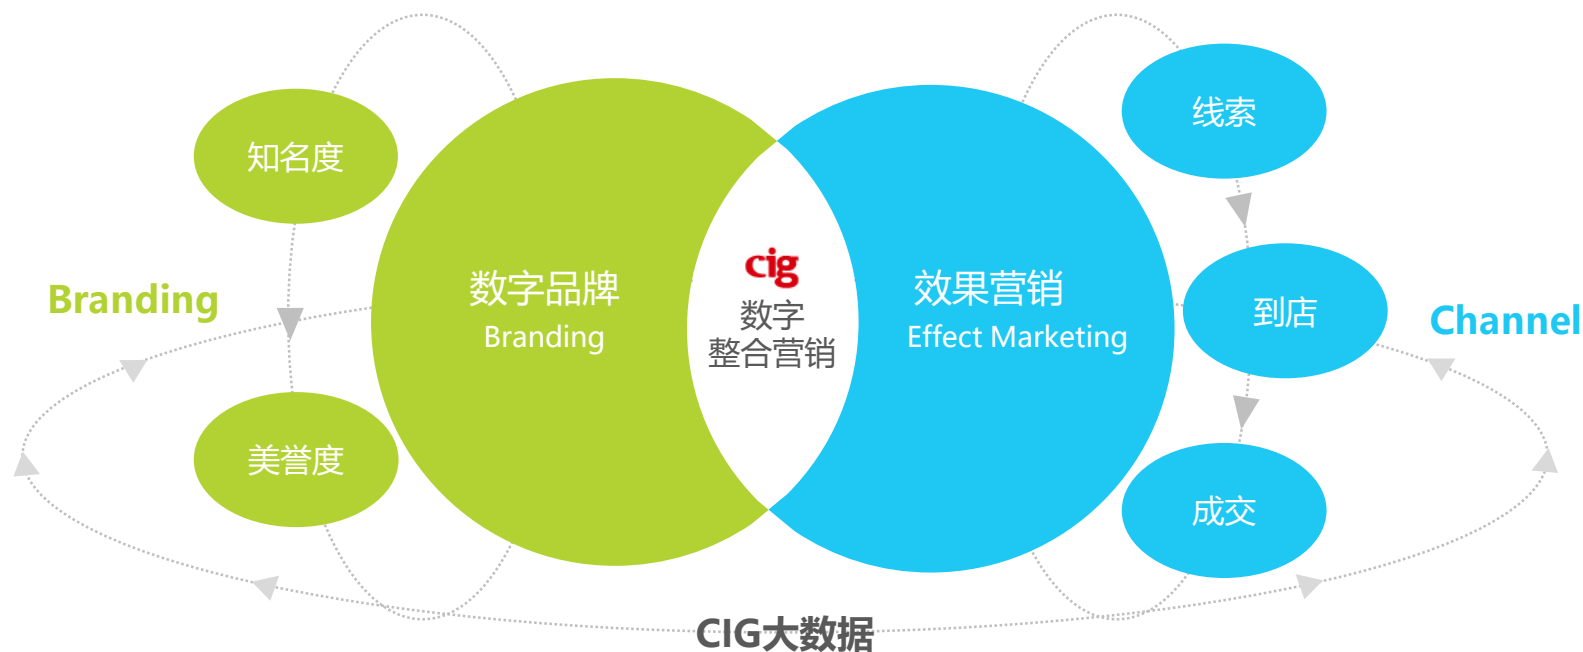 知名度
美誉度
Branding
数字品牌
Branding
cig
数字
整合营销
效果营销
Effect Marketing
线索
到店
成交
Channel
CIG大数据